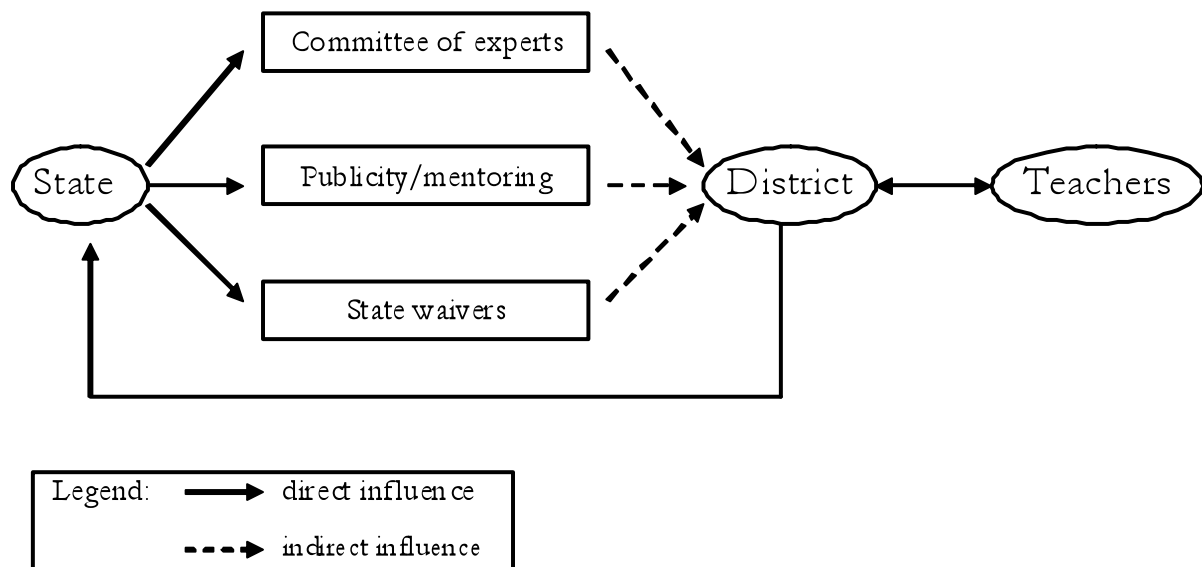 Committee of experts
State
Publicity/mentoring
District
Teachers
State waivers
Legend:
direct influence
indirect influence